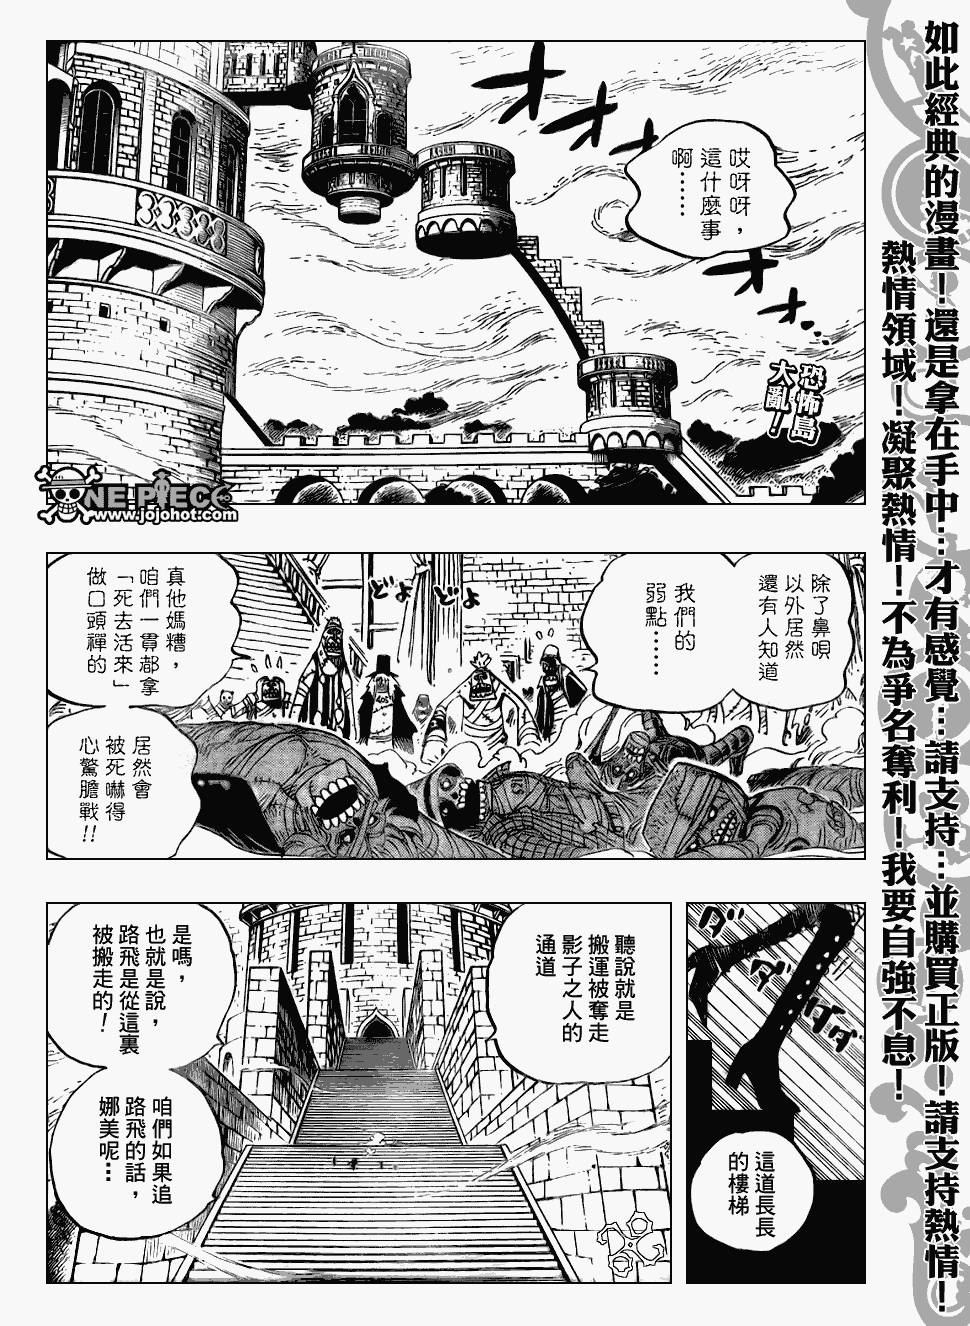 如此經典的漫畫！還是拿在手中…才有感覺…請支持…並購買正版！請支持熱情！
熱情領域！凝聚熱情！不為爭名奪利！我要自強不息！
哎呀呀，
這什麼事
啊……
恐怖島
大亂！
ONE PIECE
www.jojohot.com
除了鼻唄
以外居然
還有人知道
我們的
弱點……
どよ
どよ
真他媽糟，
咱們一貫都拿
「死去活來」
做口頭禪的
居然會
被死嚇得
心驚膽戰!!
ダダ
ダダダ
這道長長
的樓梯
聽說就是
搬運被奪走
影子之人的
通道
是嗎，
也就是說，
路飛是從這裏
被搬走的！
咱們如果追
路飛的話，
娜美呢…